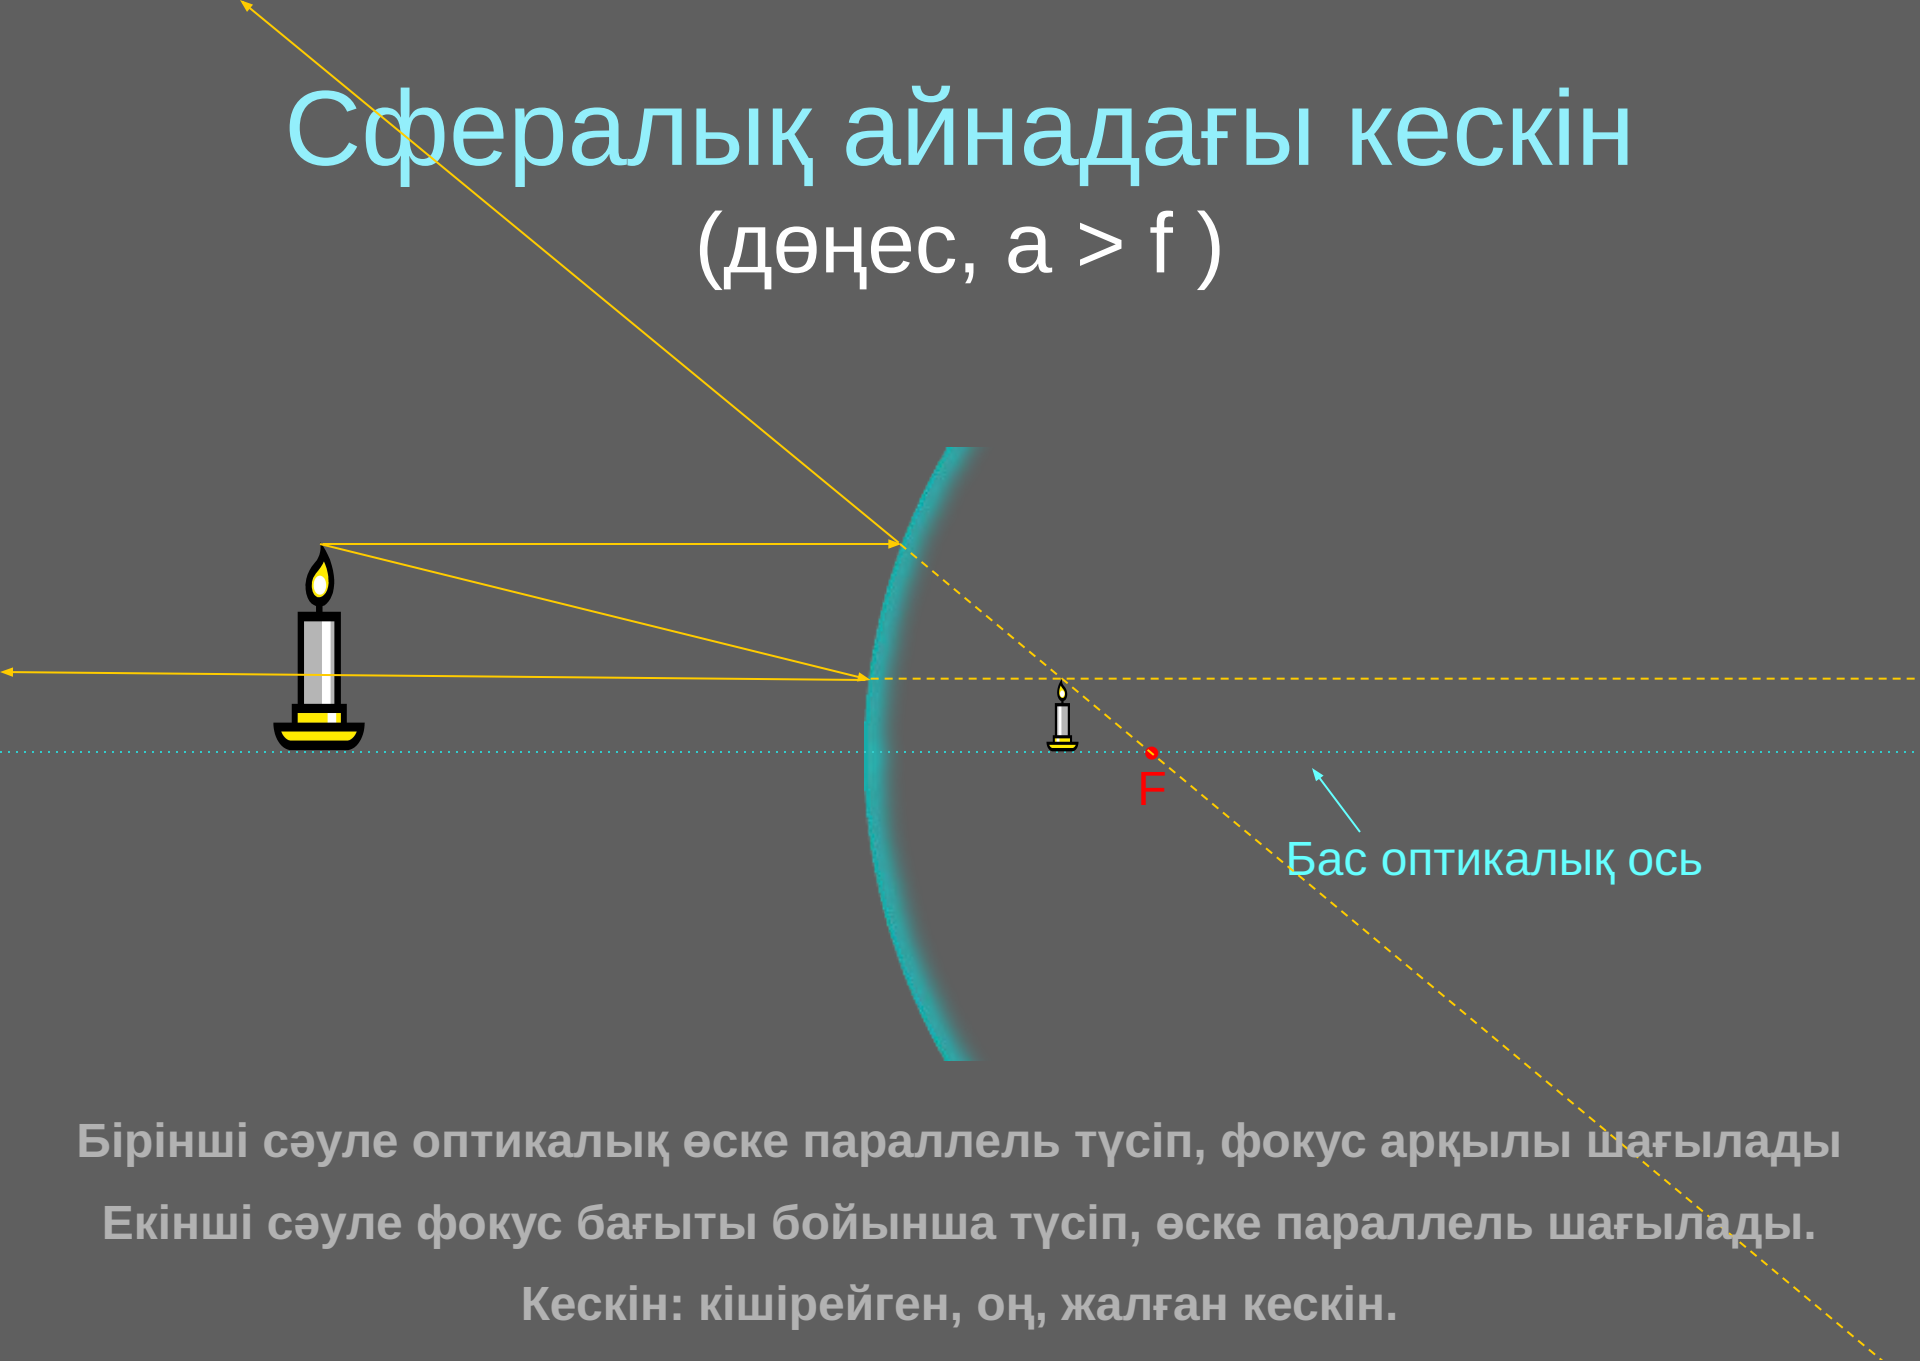 Сфералық айнадағы кескін
(дөңес, a > f )
F
Бас оптикалық ось
Бірінші сәуле оптикалық өске параллель түсіп, фокус арқылы шағылады
Екінші сәуле фокус бағыты бойынша түсіп, өске параллель шағылады.
Кескін: кішірейген, оң, жалған кескін.